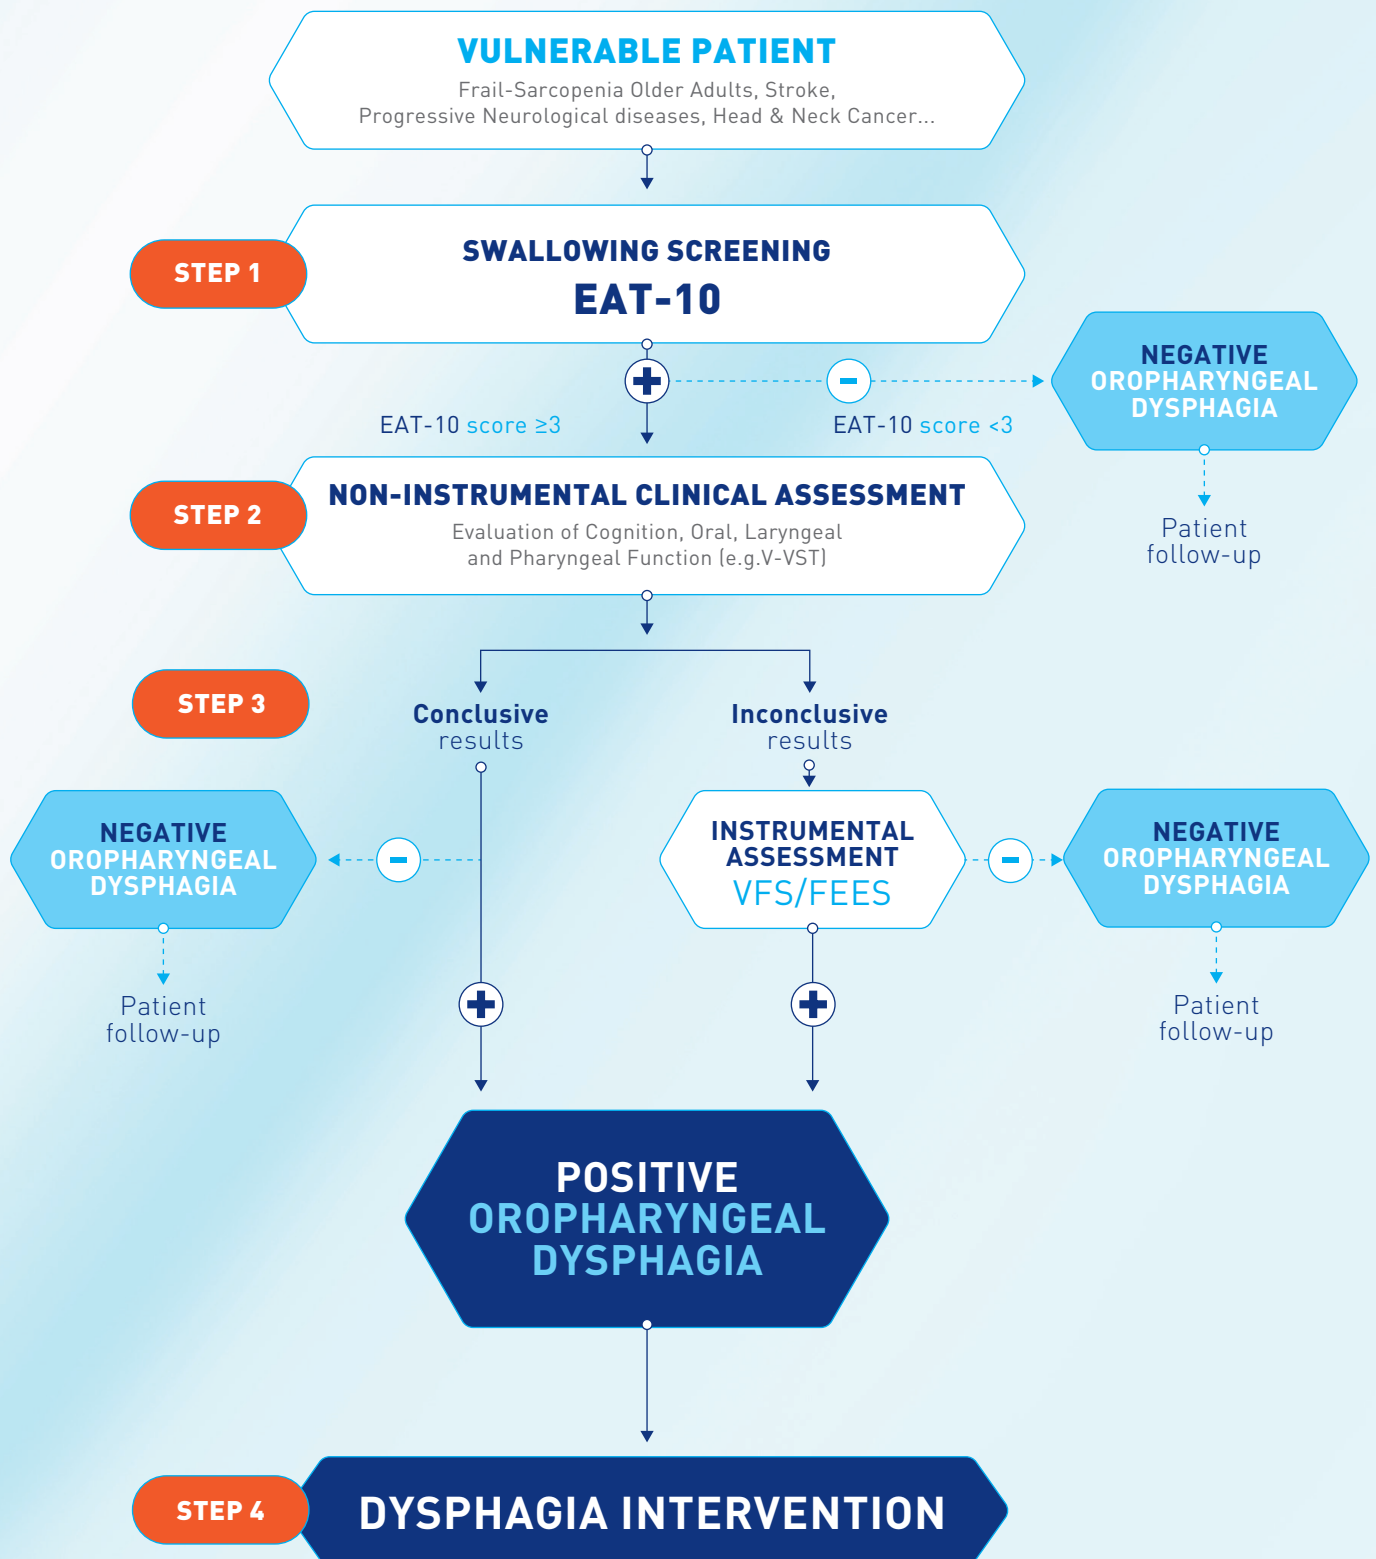 VULNERABLE PATIENT
Frail-Sarcopenia Older Adults, Stroke,
Progressive Neurological diseases, Head & Neck Cancer...
STEP 1
SWALLOWING SCREENING
EAT-10
EAT-10 score ≥3
EAT-10 score <3
NEGATIVE
OROPHARYNGEAL
DYSPHAGIA
Patient
follow-up
STEP 2
NON-INSTRUMENTAL CLINICAL ASSESSMENT
Evaluation of Cognition, Oral, Laryngeal
and Pharyngeal Function (e.g.V-VST)
STEP 3
Conclusive
results
Inconclusive
results
NEGATIVE
OROPHARYNGEAL
DYSPHAGIA
Patient
follow-up
INSTRUMENTAL
ASSESSMENT
VFS/FEES
NEGATIVE
OROPHARYNGEAL
DYSPHAGIA
Patient
follow-up
POSITIVE
OROPHARYNGEAL
DYSPHAGIA
STEP 4
DYSPHAGIA INTERVENTION